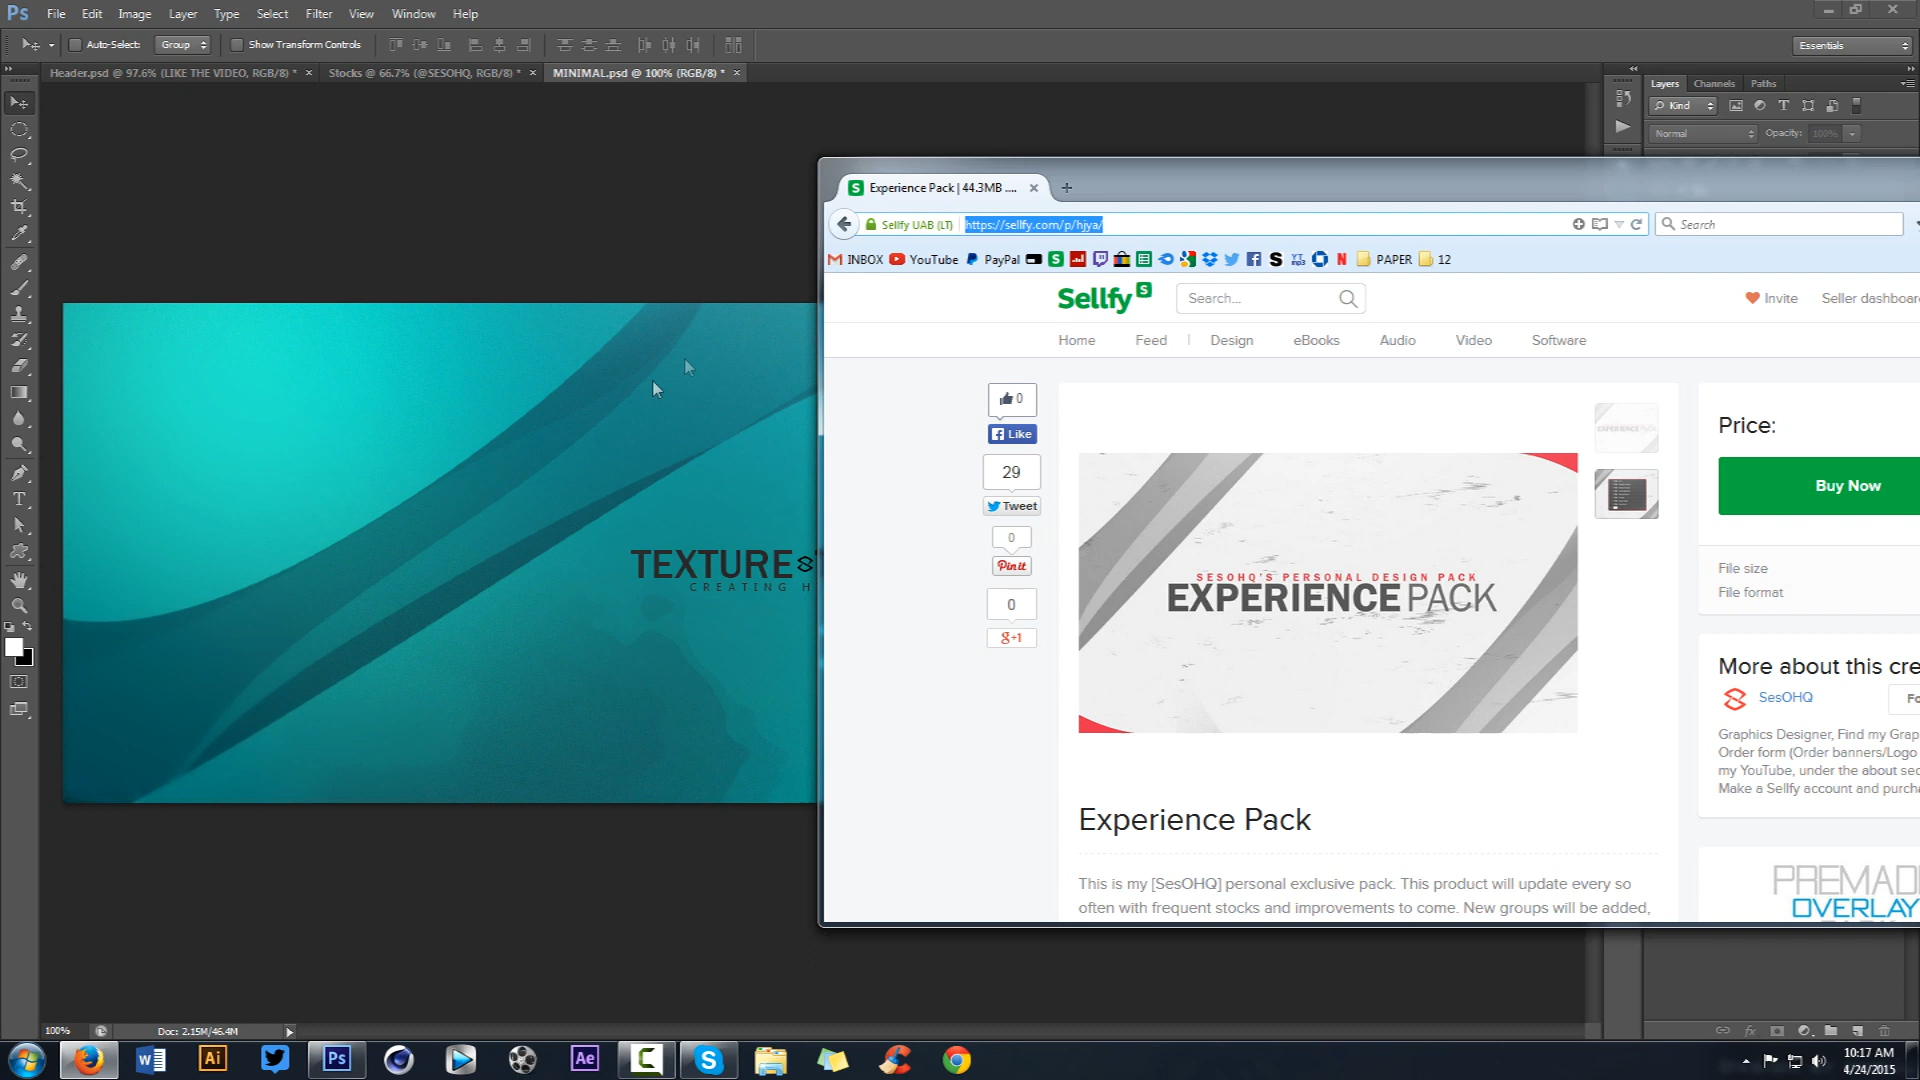 Ps File Edit Image Layer Type Select Filter View Window Help
Auto-Select: Group Show Transform Controls Essentials
Header.psd @ 97.6% (LIKE THE VIDEO, RGB/8) * × Stocks @ 66.7% (@SESOHQ, RGB/8) * × MINIMAL.psd @ 100% (RGB/8) * ×
Layers Channels Paths
Kind
Normal Opacity: 100%
Experience Pack | 44.3MB .... × +
Sellfy UAB (LT) https://sellfy.com/p/hjya/ Search
INBOX YouTube PayPal PAPER 12
Sellfy S Search... Invite Seller dashboar
Home Feed Design eBooks Audio Video Software
0
Like
29
Tweet
0
Pin it
0
g+1
EXPERIENCE PACK
SESOHQ'S PERSONAL DESIGN PACK
EXPERIENCE PACK
Price:
Buy Now
File size
File format
More about this cre
SesOHQ Fo
Graphics Designer, Find my Grap
Order form (Order banners/Logo
my YouTube, under the about sec
Make a Sellfy account and purcha
PREMAD
OVERLAY
Experience Pack
This is my [SesOHQ] personal exclusive pack. This product will update every so
often with frequent stocks and improvements to come. New groups will be added,
TEXTURE
CREATING H
100% Doc: 2.15M/46.4M
Ai Ps Ae
10:17 AM
4/24/2015